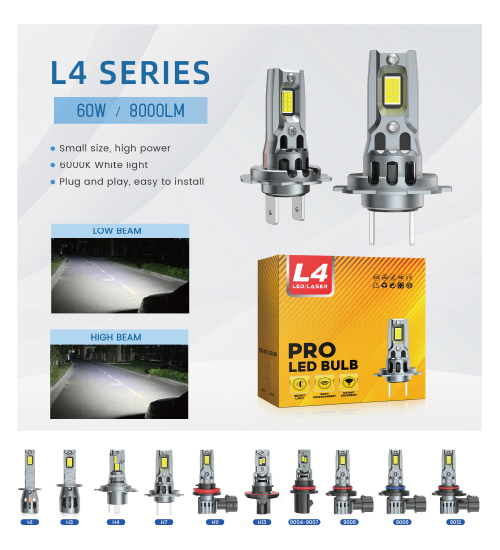 L4 SERIES
60W / 8000LM
Small size, high power
6000K White light
Plug and play, easy to install
LOW BEAM
HIGH BEAM
L4
LED/LASER
PRO
LED BULB
H1
H3
H4
H7
H11
H13
9004-9007
9005
9006
9012